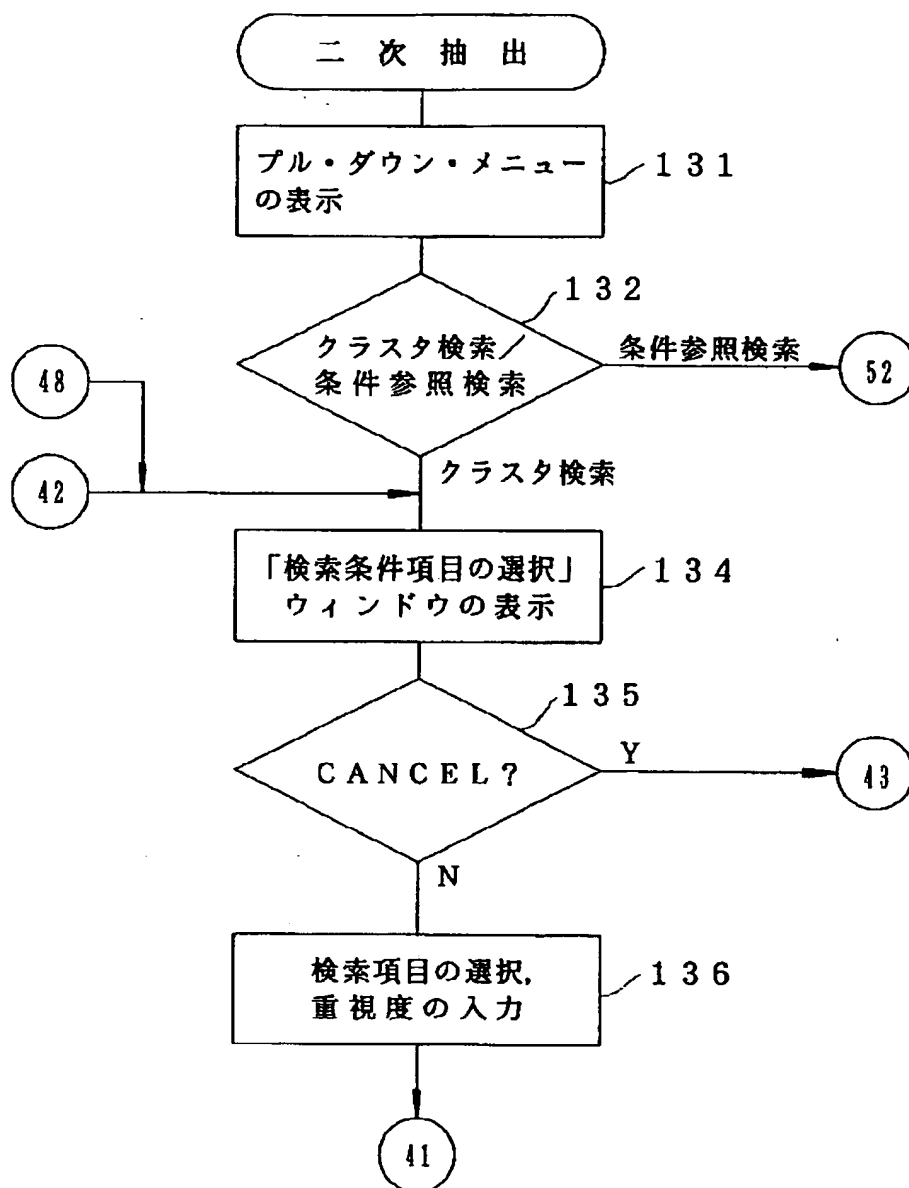 二次抽出
プル・ダウン・メニュー
の表示
131
132
クラスタ検索/
条件参照検索
条件参照検索
52
48
42
クラスタ検索
「検索条件項目の選択」
ウィンドウの表示
134
135
CANCEL?
Y
43
N
検索項目の選択,
重視度の入力
136
41